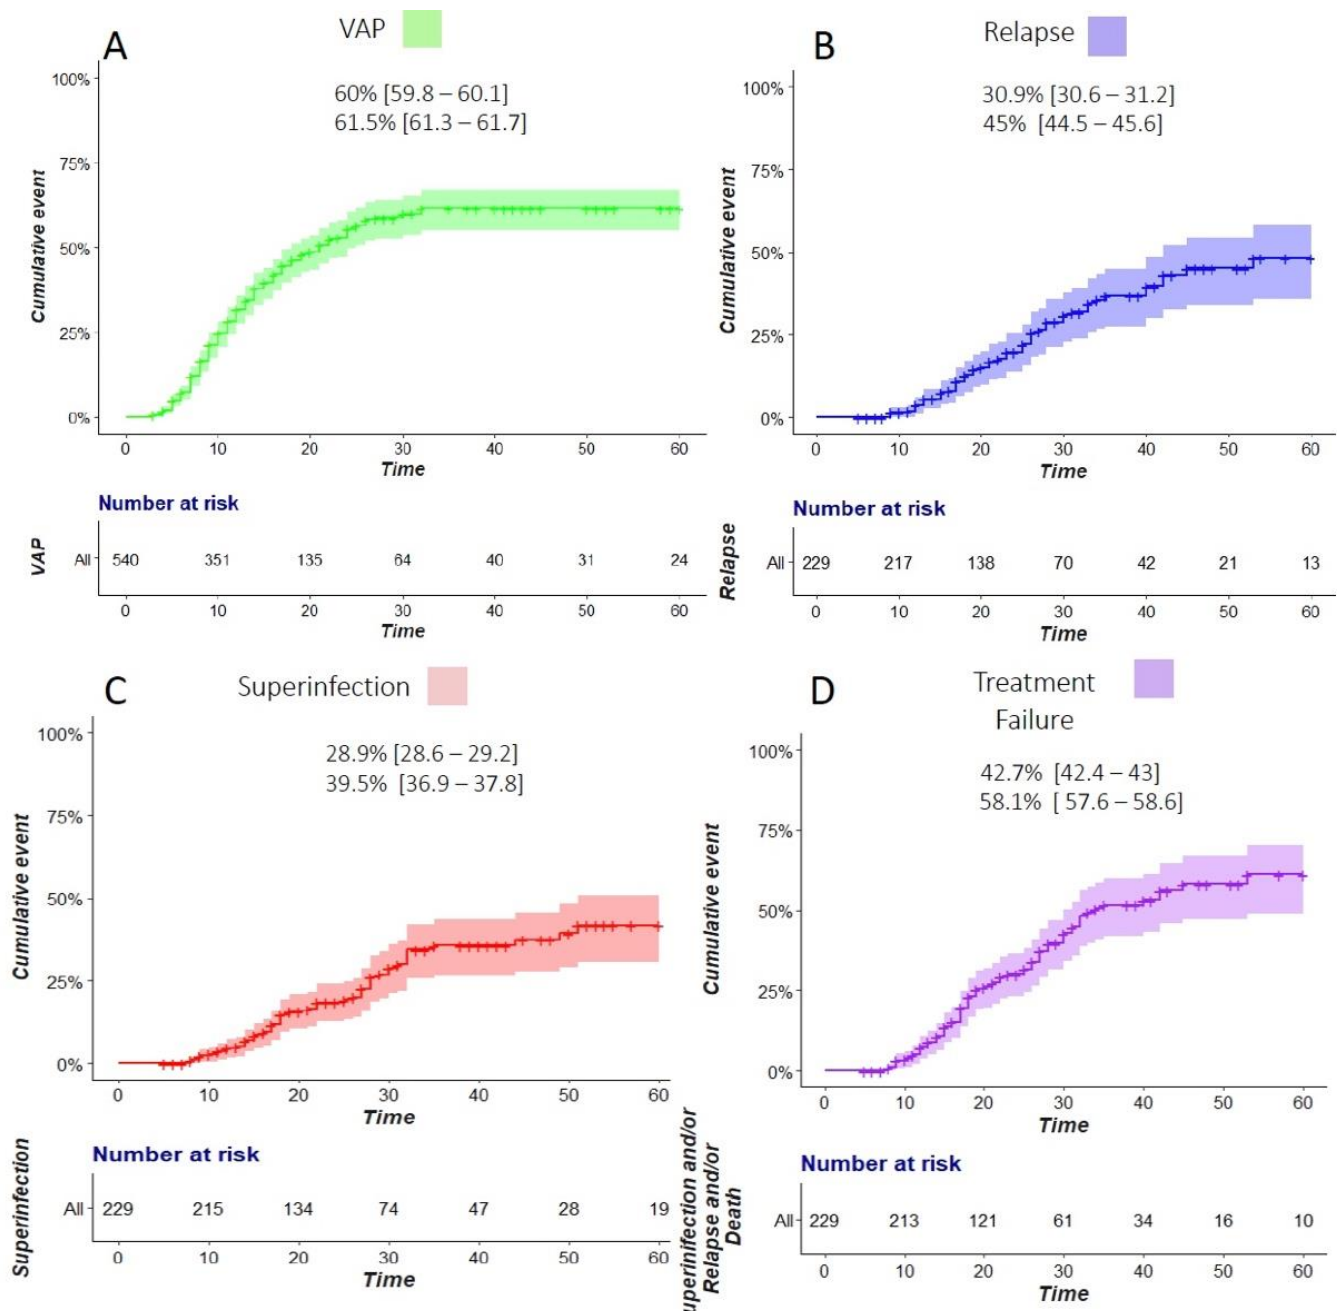 A
VAP
60% [59.8 – 60.1]
61.5% [61.3 – 61.7]
100%
75%
50%
25%
0%
Cumulative event
0 10 20 30 40 50 60
Time
Number at risk
VAP
All 540 351 135 64 40 31 24
0 10 20 30 40 50 60
Time
B
Relapse
30.9% [30.6 – 31.2]
45% [44.5 – 45.6]
100%
75%
50%
25%
0%
Cumulative event
0 10 20 30 40 50 60
Time
Number at risk
Relapse
All 229 217 138 70 42 21 13
0 10 20 30 40 50 60
Time
C
Superinfection
28.9% [28.6 – 29.2]
39.5% [36.9 – 37.8]
100%
75%
50%
25%
0%
Cumulative event
0 10 20 30 40 50 60
Time
Number at risk
Superinfection
All 229 215 134 74 47 28 19
0 10 20 30 40 50 60
Time
D
Treatment
Failure
42.7% [42.4 – 43]
58.1% [ 57.6 – 58.6]
100%
75%
50%
25%
0%
Cumulative event
0 10 20 30 40 50 60
Time
Number at risk
uperinfection and/or
Relapse and/or
Death
All 229 213 121 61 34 16 10
0 10 20 30 40 50 60
Time